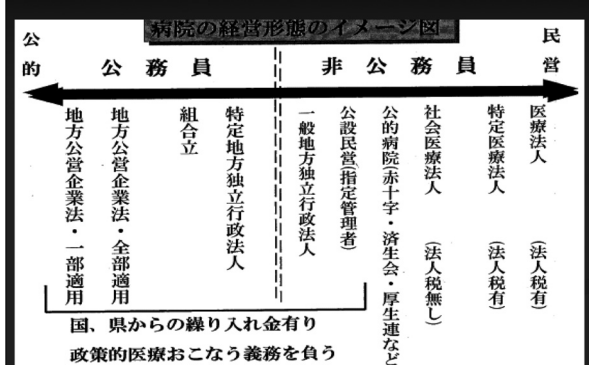 病院の経営形態のイメージ図
公的
民営
公務員
非公務員
地方公営企業法・一部適用
地方公営企業法・全部適用
組合立
特定地方独立行政法人
一般地方独立行政法人
公設民営(指定管理者)
公的病院(赤十字・済生会・厚生連など
社会医療法人 (法人税無し)
特定医療法人 (法人税有)
医療法人 (法人税有)
国、県からの繰り入れ金有り
政策的医療おこなう義務を負う